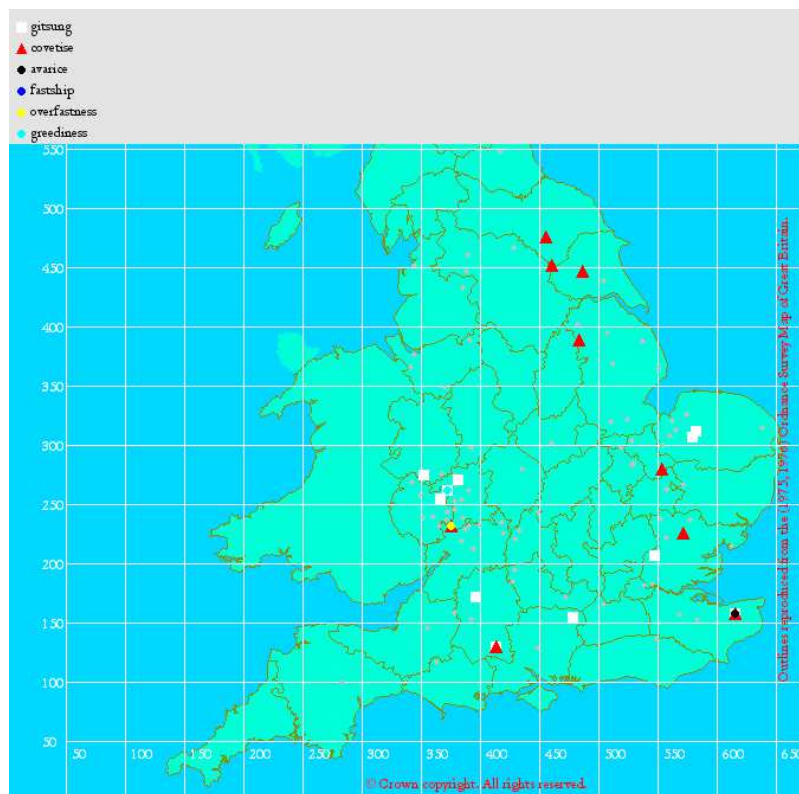 gitsung
covetise
avarice
fastship
overfastness
greediness
550
500
450
400
350
300
250
200
150
100
50
50 100 150 200 250 300 350 400 450 500 550 600 650
© Crown copyright. All rights reserved.
Outlines reproduced from the (1975, 1976) Ordnance Survey Map of Great Britain.